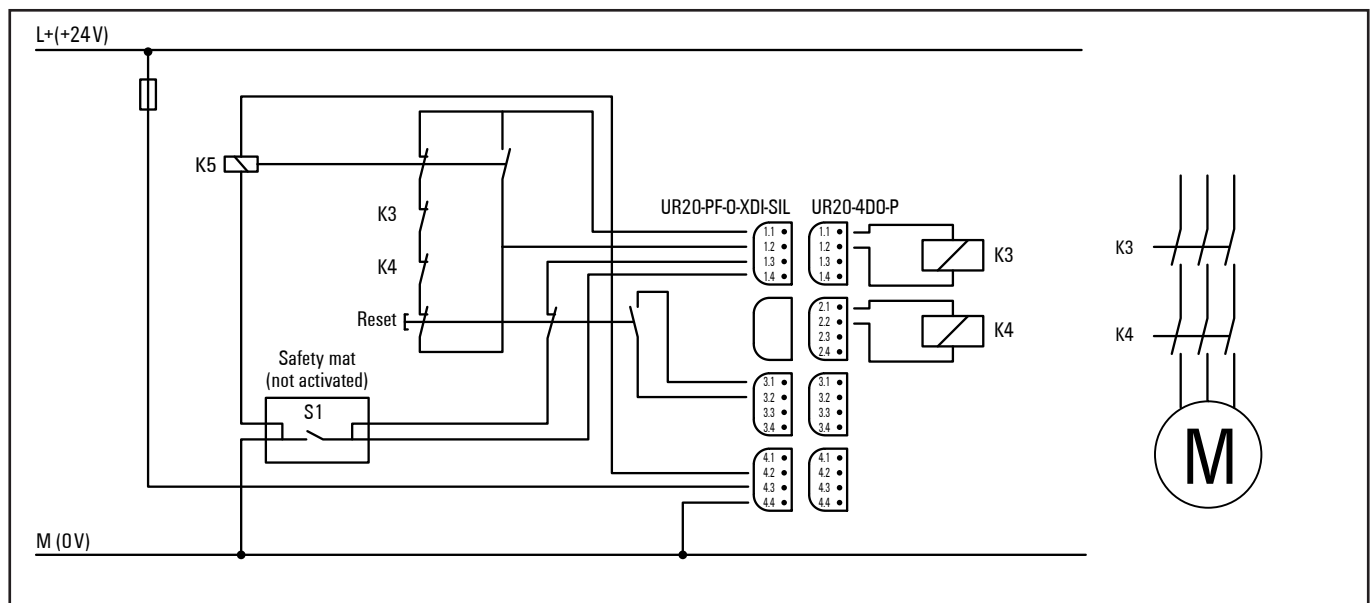 L+(+24 V)
K5
K3
K4
Reset
Safety mat
(not activated)
S1
UR20-PF-O-XDI-SIL
UR20-4DO-P
1.1
1.2
1.3
1.4
3.1
3.2
3.3
3.4
4.1
4.2
4.3
4.4
1.1
1.2
1.3
1.4
2.1
2.2
2.3
2.4
3.1
3.2
3.3
3.4
4.1
4.2
4.3
4.4
K3
K4
K3
K4
M
M (0 V)